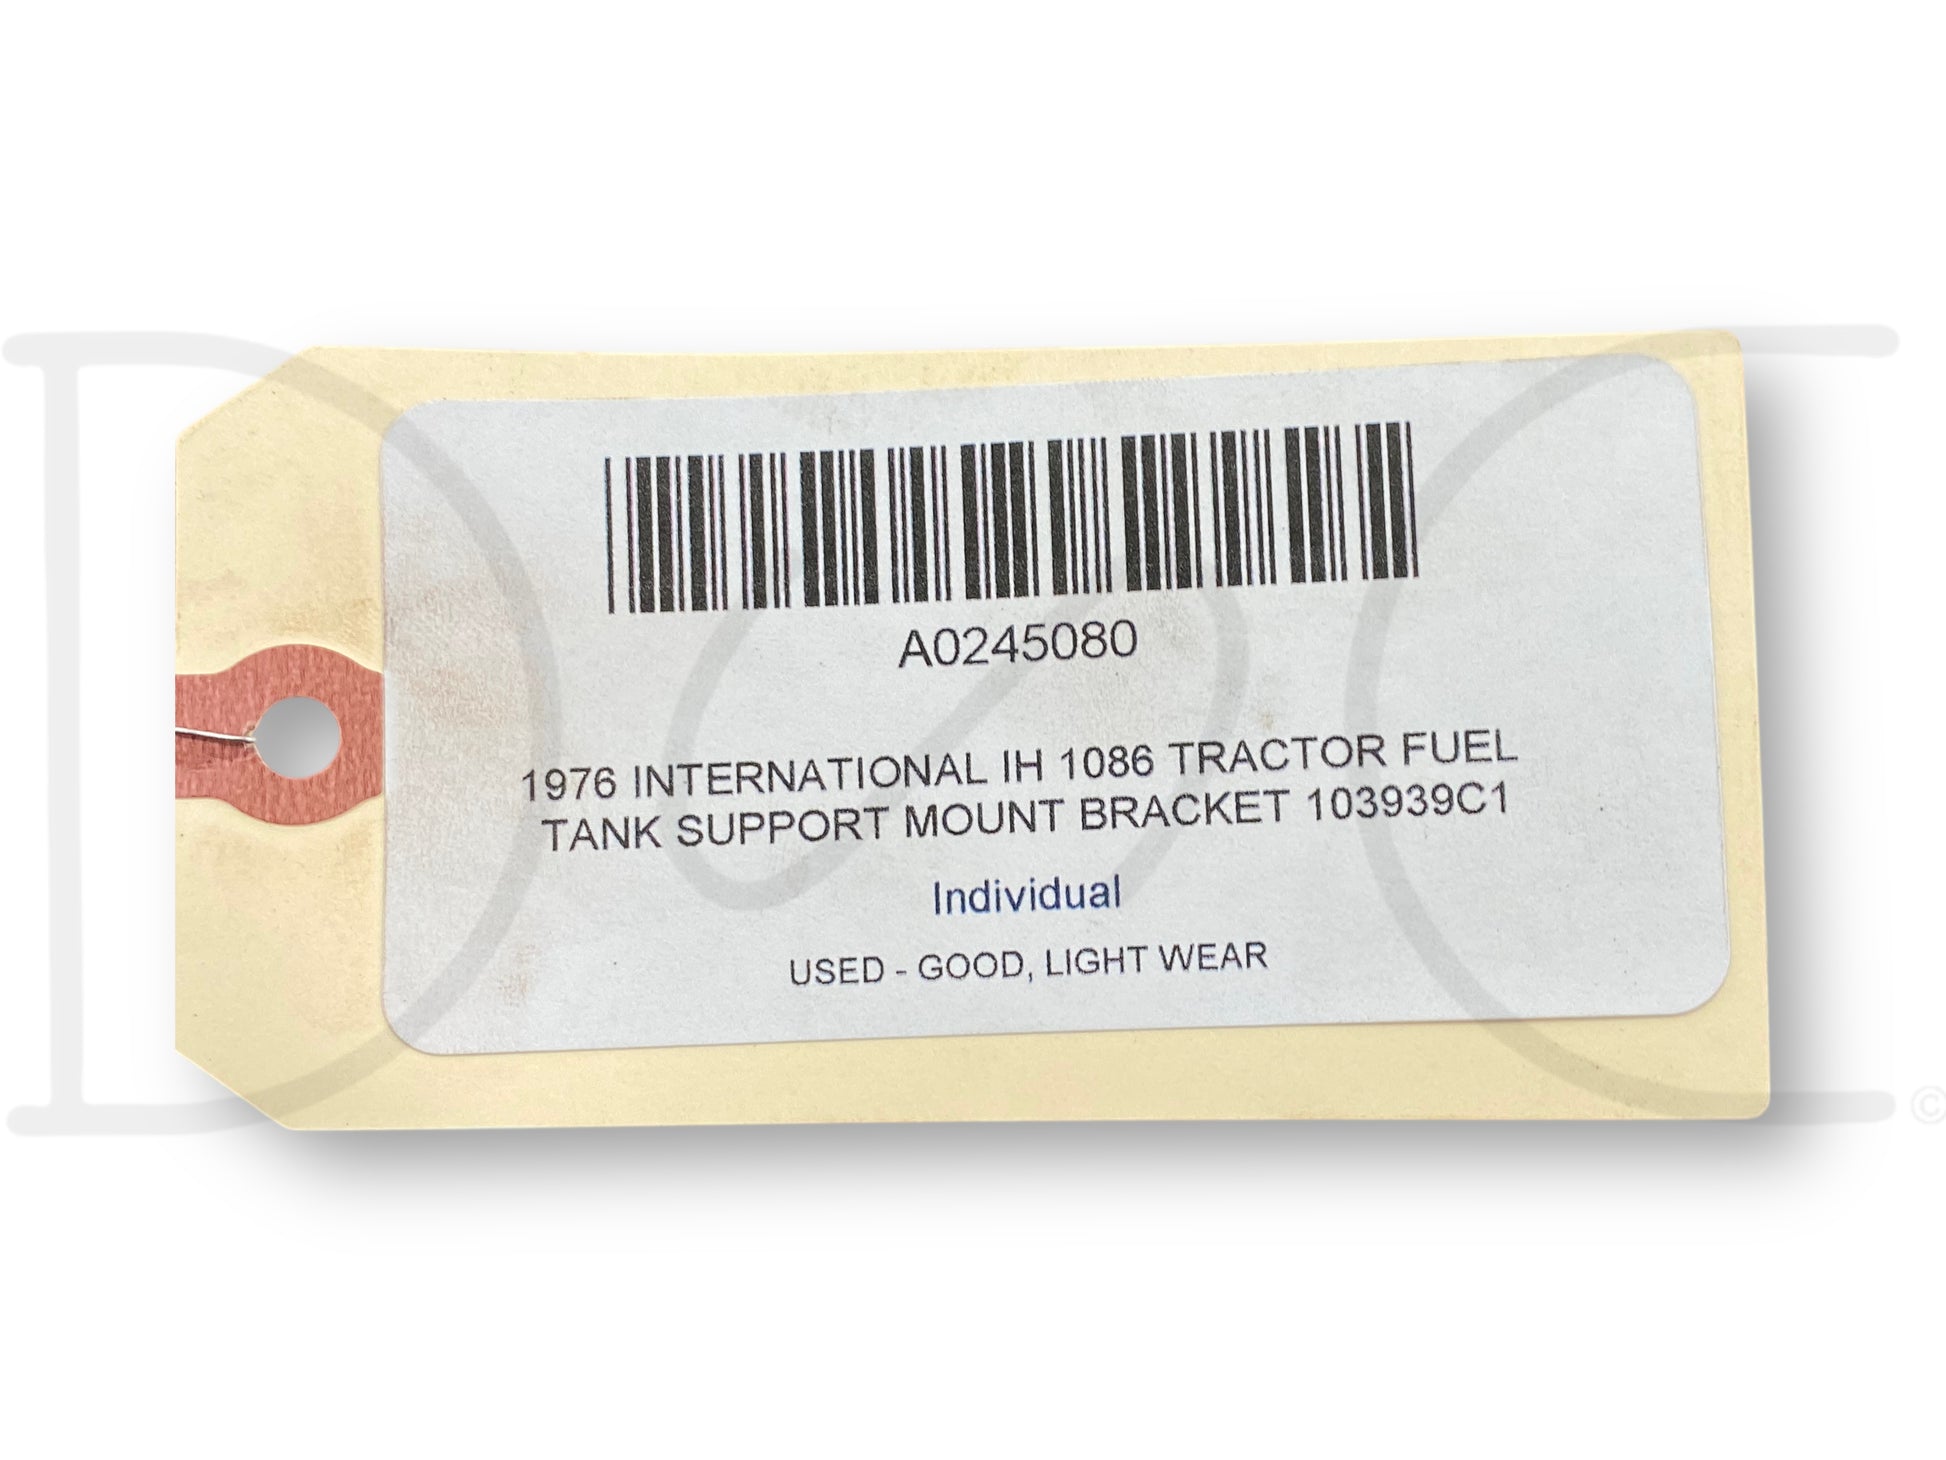 A0245080
1976 INTERNATIONAL IH 1086 TRACTOR FUEL
TANK SUPPORT MOUNT BRACKET 103939C1
Individual
USED - GOOD, LIGHT WEAR
D C
©